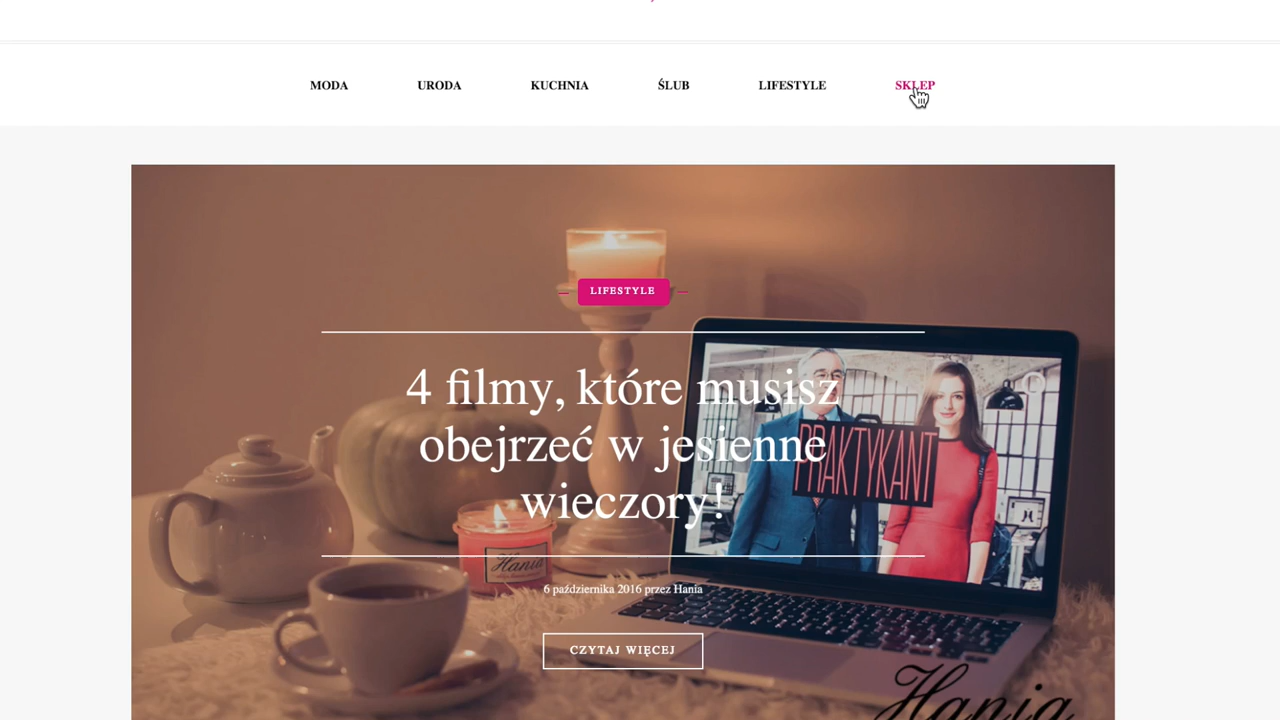 MODA URODA KUCHNIA ŚLUB LIFESTYLE SKLEP
LIFESTYLE
4 filmy, które musisz
obejrzeć w jesienne
wieczory!
PRAKTYKANT
Hania
6 października 2016 przez Hania
CZYTAJ WIĘCEJ
Hania